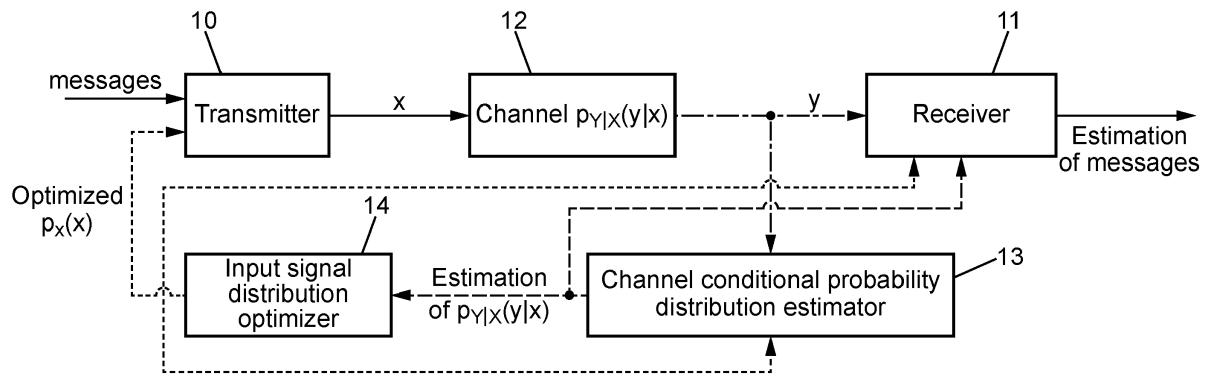 10
12
11
messages
Transmitter
x
Channel pY|X(y|x)
y
Receiver
Estimation
of messages
Optimized
px(x)
14
13
Input signal
distribution
optimizer
Estimation
of pY|X(y|x)
Channel conditional probability
distribution estimator